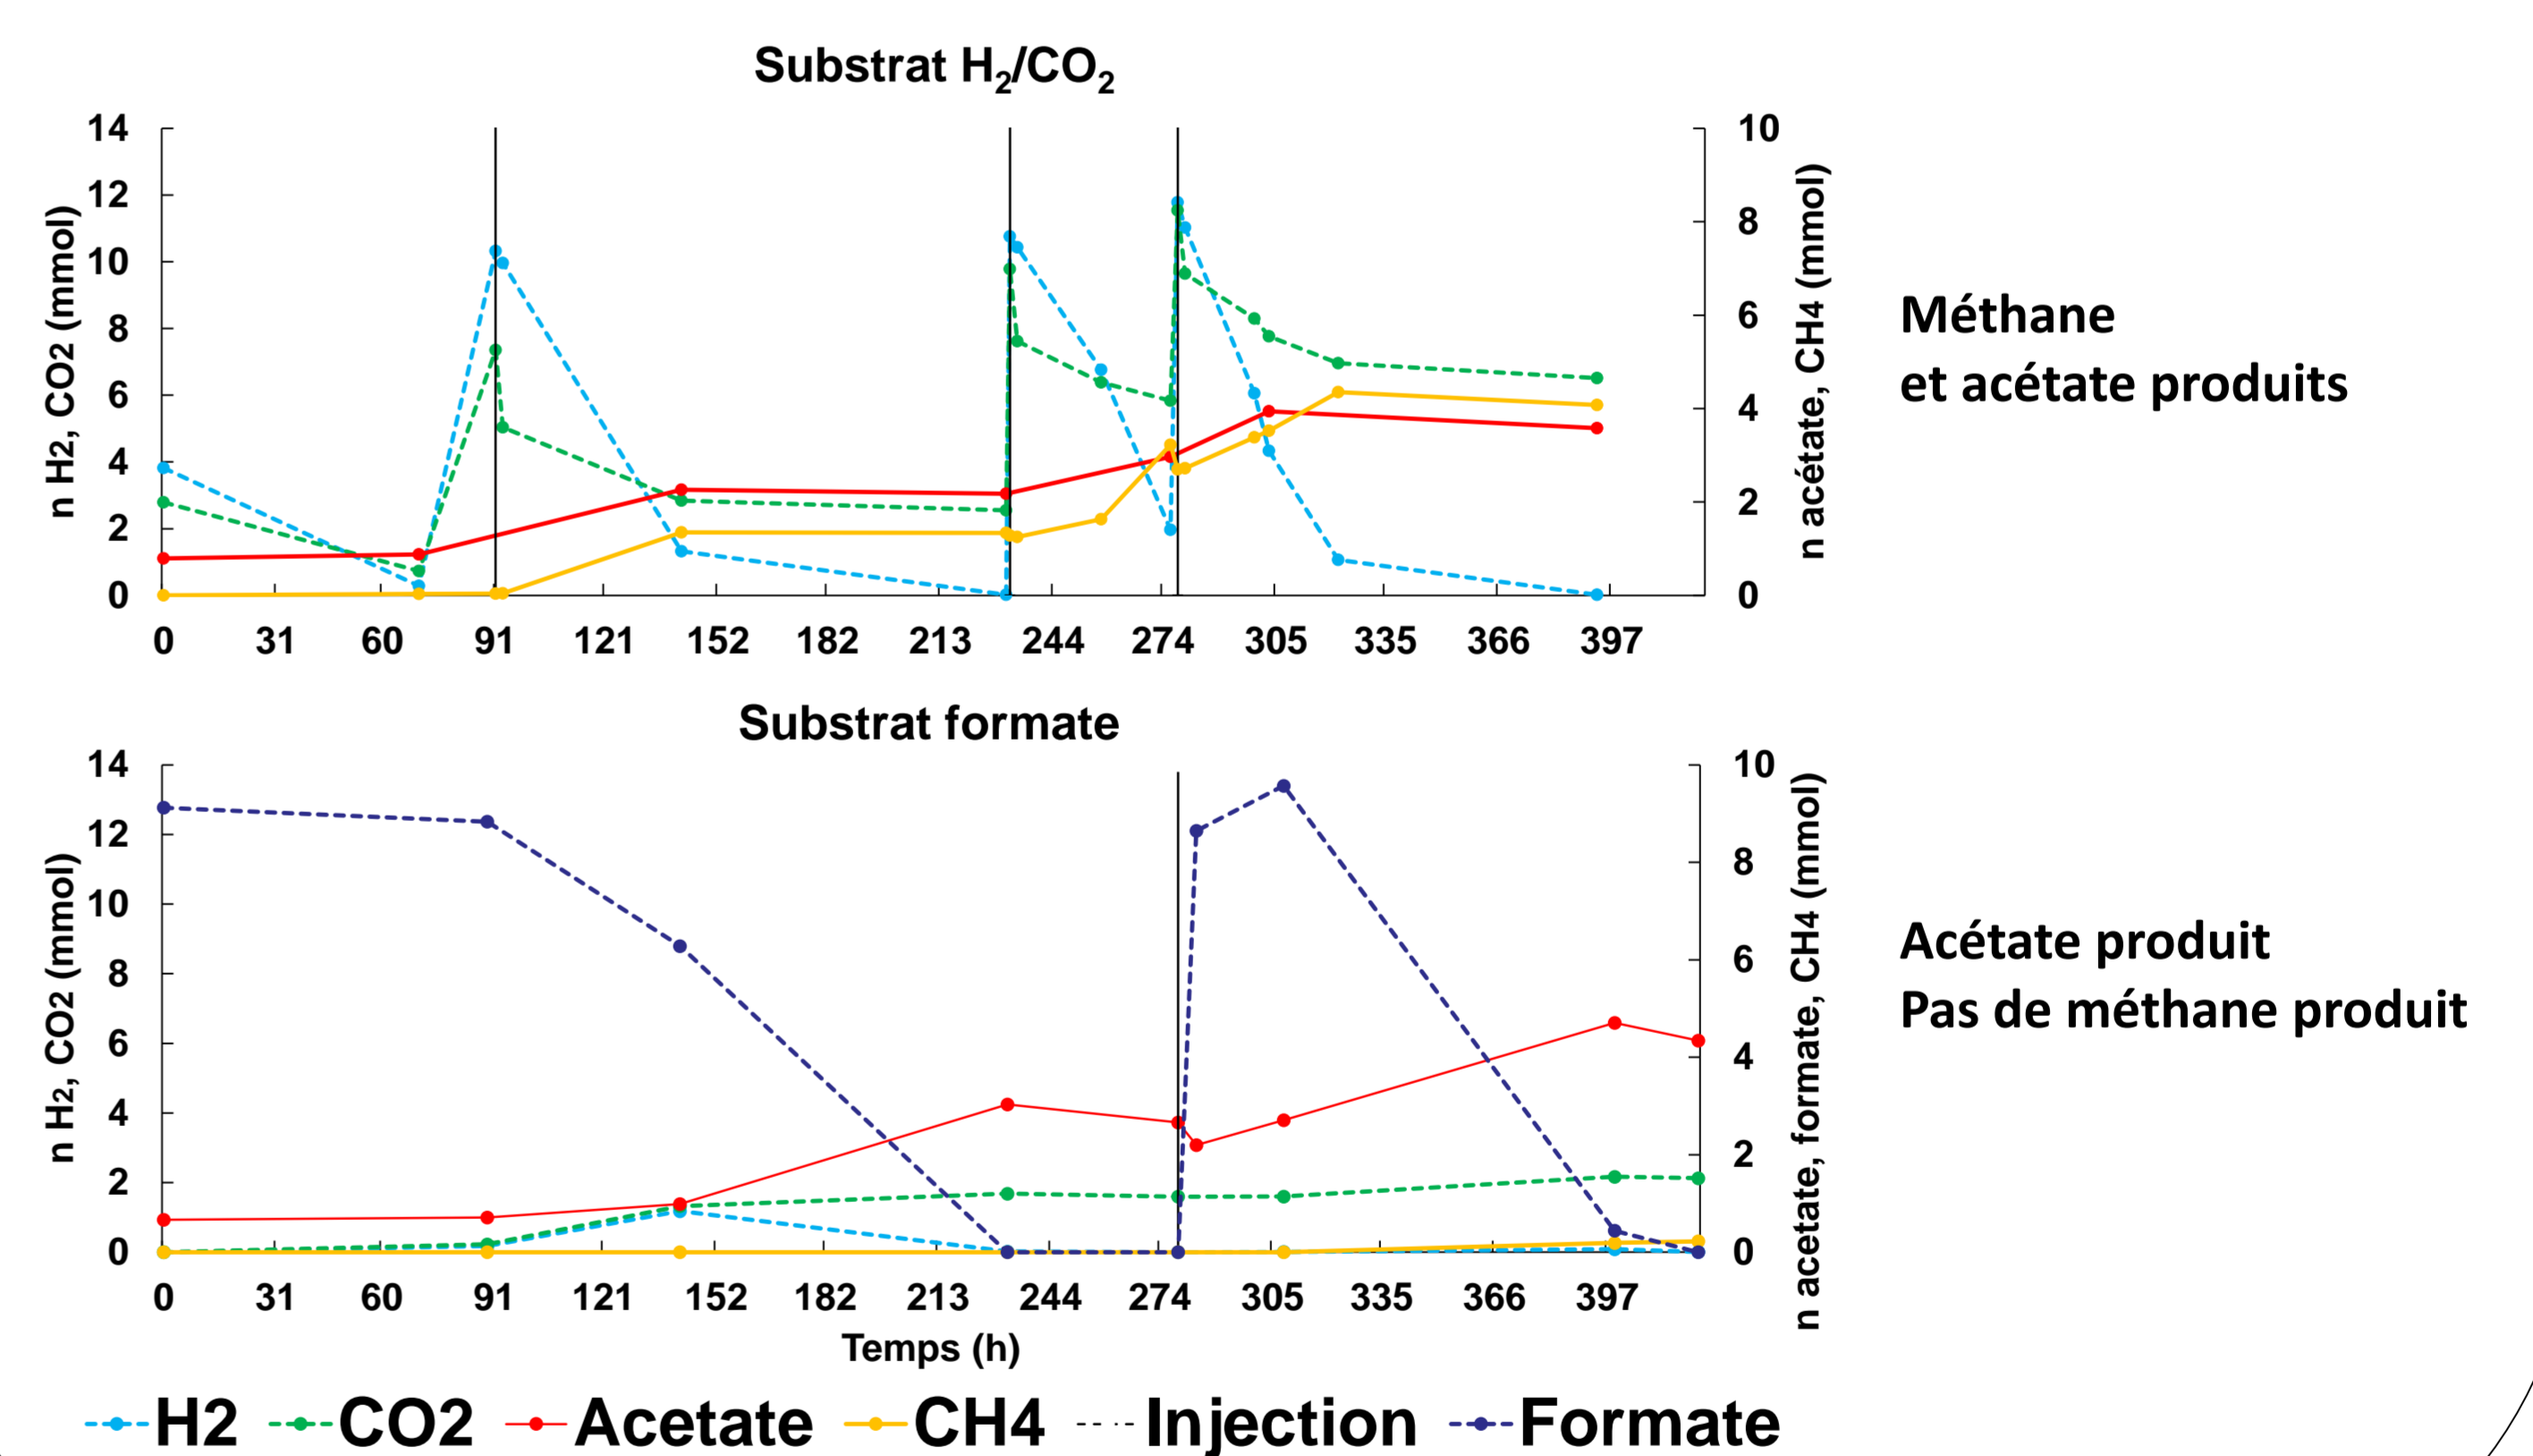 Substrat H2/CO2
14
12
10
8
6
4
2
0
n H2, CO2 (mmol)
10
8
6
4
2
0
n acétate, CH4 (mmol)
0 31 60 91 121 152 182 213 244 274 305 335 366 397
Méthane
et acétate produits
Substrat formate
14
12
10
8
6
4
2
0
n H2, CO2 (mmol)
10
8
6
4
2
0
n acetate, formate, CH4 (mmol)
0 31 60 91 121 152 182 213 244 274 305 335 366 397
Temps (h)
Acétate produit
Pas de méthane produit
H2 CO2 Acetate CH4 Injection Formate